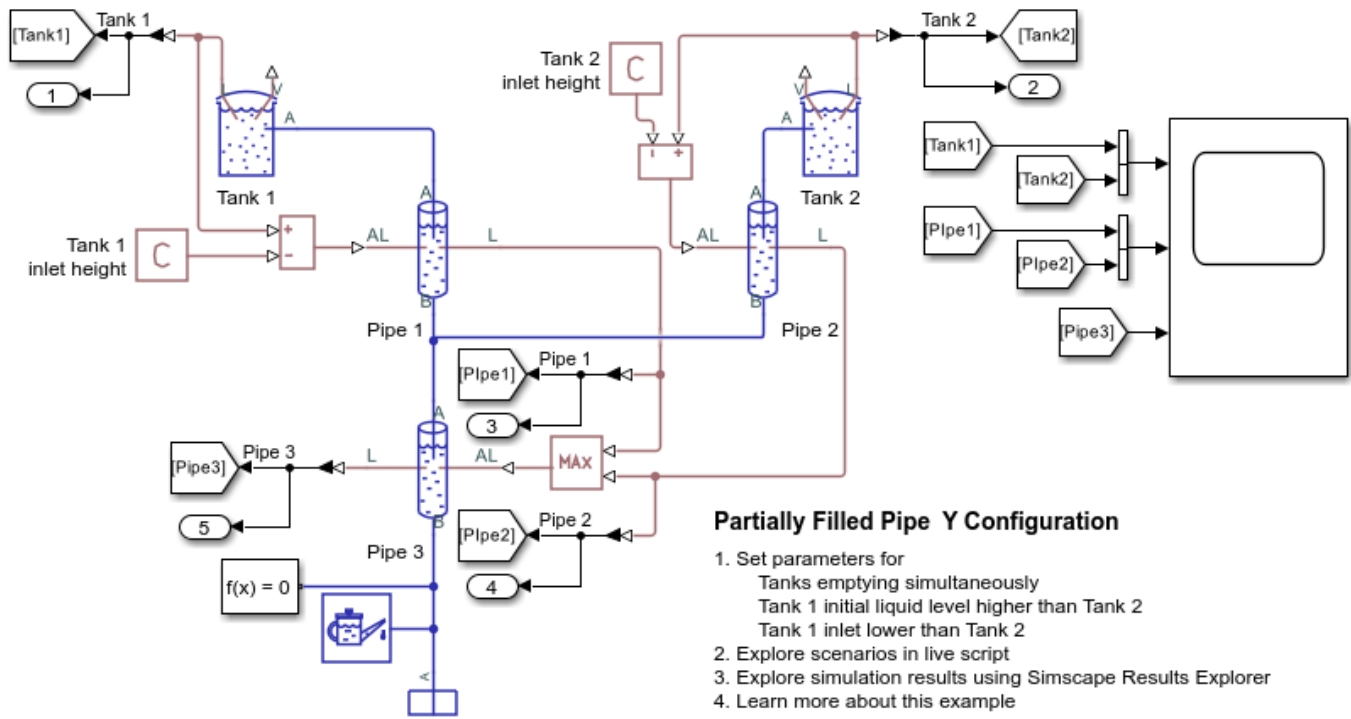 Tank 1
[Tank1]
1
L
V
A
Tank 1
Tank 2
inlet height
C
Tank 2
[Tank2]
2
V
L
A
Tank 2
- +
[Tank1]
[Tank2]
[PIpe1]
[PIpe2]
[Pipe3]
Tank 1
inlet height
C
+
-
AL
A
L
B
Pipe 1
AL
A
L
B
Pipe 2
[PIpe1]
Pipe 1
3
A
Pipe 3
[Pipe3]
L
AL
MAX
5
B
Pipe 3
[PIpe2]
Pipe 2
4
f(x) = 0
A
Partially Filled Pipe Y Configuration
1. Set parameters for
Tanks emptying simultaneously
Tank 1 initial liquid level higher than Tank 2
Tank 1 inlet lower than Tank 2
2. Explore scenarios in live script
3. Explore simulation results using Simscape Results Explorer
4. Learn more about this example